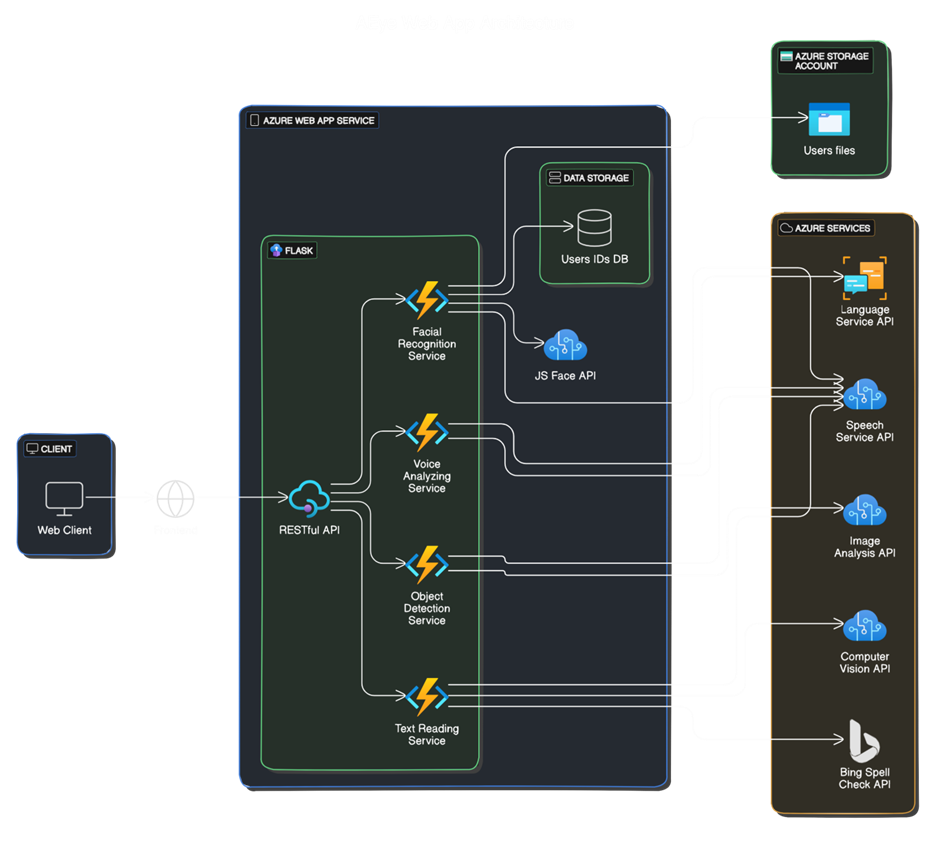 AZURE STORAGE
ACCOUNT
Users files
AZURE WEB APP SERVICE
DATA STORAGE
Users IDs DB
FLASK
Facial
Recognition
Service
JS Face API
Voice
Analyzing
Service
RESTful API
Object
Detection
Service
Text Reading
Service
CLIENT
Web Client
AZURE SERVICES
Language
Service API
Speech
Service API
Image
Analysis API
Computer
Vision API
Bing Spell
Check API